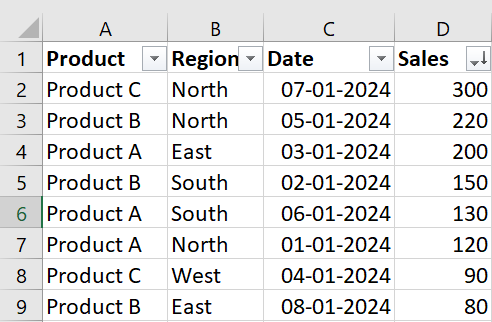 A B C D
1 Product Region Date Sales
2 Product C North 07-01-2024 300
3 Product B North 05-01-2024 220
4 Product A East 03-01-2024 200
5 Product B South 02-01-2024 150
6 Product A South 06-01-2024 130
7 Product A North 01-01-2024 120
8 Product C West 04-01-2024 90
9 Product B East 08-01-2024 80